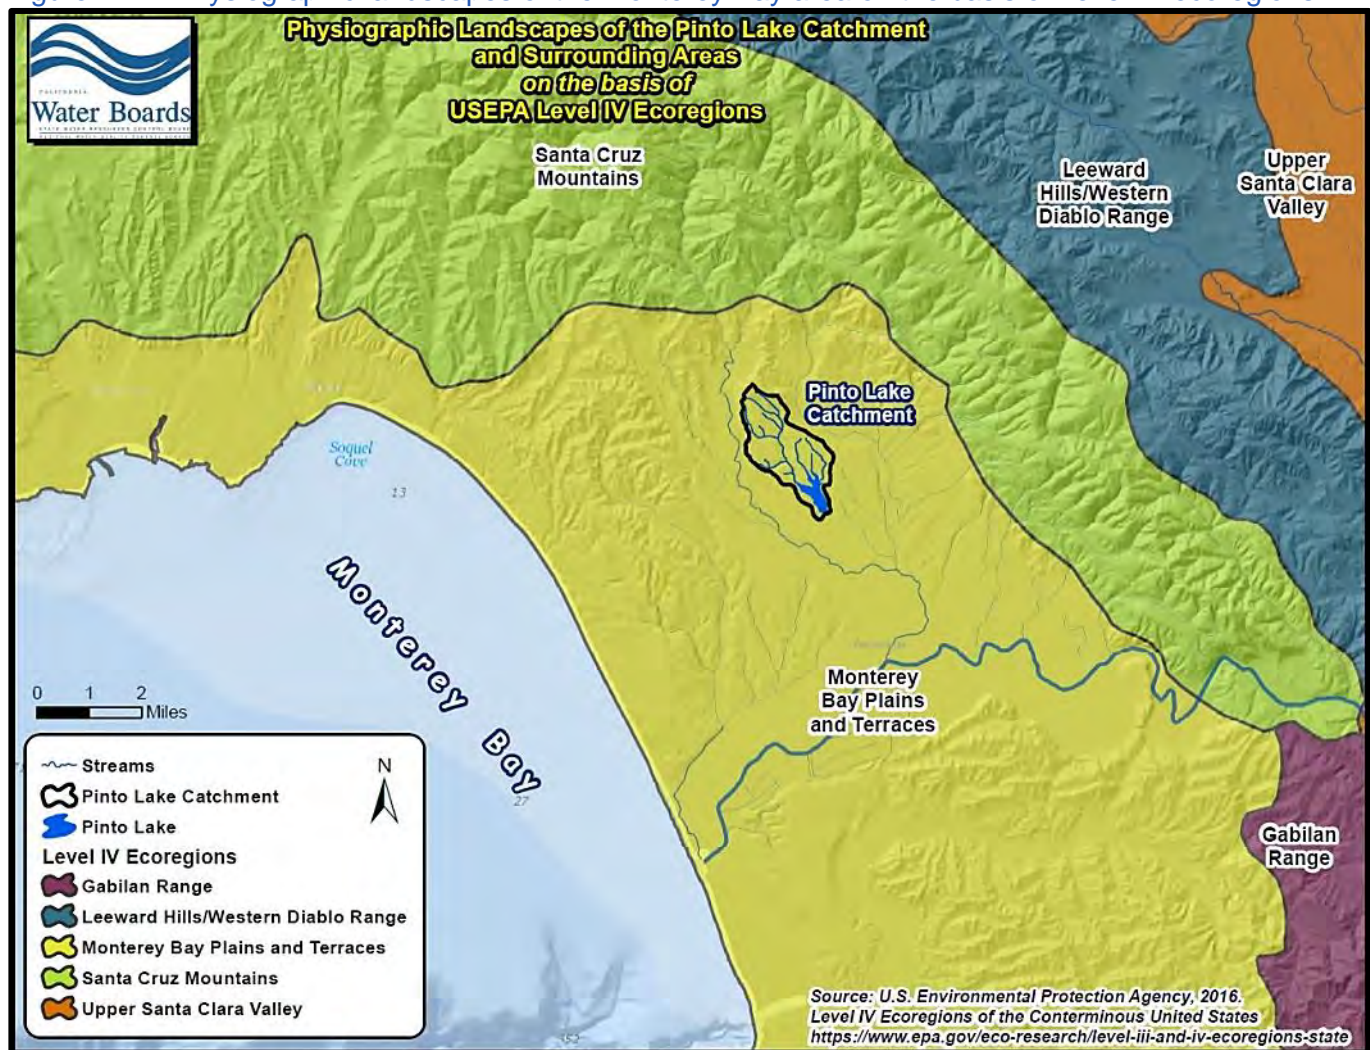 Physiographic Landscapes of the Pinto Lake Catchment
and Surrounding Areas
on the basis of
USEPA Level IV Ecoregions
CALIFORNIA
Water Boards
Santa Cruz
Mountains
Leeward
Hills/Western
Diablo Range
Upper
Santa Clara
Valley
Pinto Lake
Catchment
Soquel
Cove
13
Monterey Bay
27
Monterey
Bay Plains
and Terraces
Gabilan
Range
0 1 2
Miles
N
Streams
Pinto Lake Catchment
Pinto Lake
Level IV Ecoregions
Gabilan Range
Leeward Hills/Western Diablo Range
Monterey Bay Plains and Terraces
Santa Cruz Mountains
Upper Santa Clara Valley
Source: U.S. Environmental Protection Agency, 2016.
Level IV Ecoregions of the Conterminous United States
https://www.epa.gov/eco-research/level-iii-and-iv-ecoregions-state